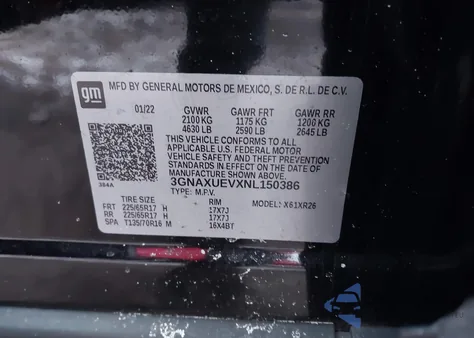 gm
MFD BY GENERAL MOTORS DE MEXICO, S. DE R.L. DE C.V.
01/22 GVWR GAWR FRT GAWR RR
2100 KG 1175 KG 1200 KG
4630 LB 2590 LB 2645 LB
THIS VEHICLE CONFORMS TO ALL
APPLICABLE U.S. FEDERAL MOTOR
VEHICLE SAFETY, BUMPER, AND THEFT PREVENTION
STANDARDS IN EFFECT ON THE DATE OF MANUFACTURE SHOWN ABOVE.
384A 3GNAXUEVXNL150386
TYPE: M.P.V.
TIRE SIZE RIM MODEL: X61XR26
FRT 225/65R17 H 17X7J
RR 225/65R17 H 17X7J
SPA T135/70R16 M 16X4BT